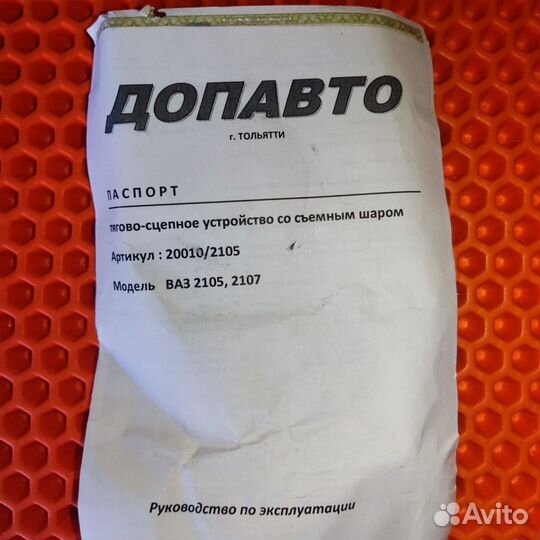 ДОПАВТО
г. ТОЛЬЯТТИ
ПАСПОРТ
тягово-сцепное устройство со съемным шаром
Артикул : 20010/2105
Модель ВАЗ 2105, 2107
Руководство по эксплуатации
Avito